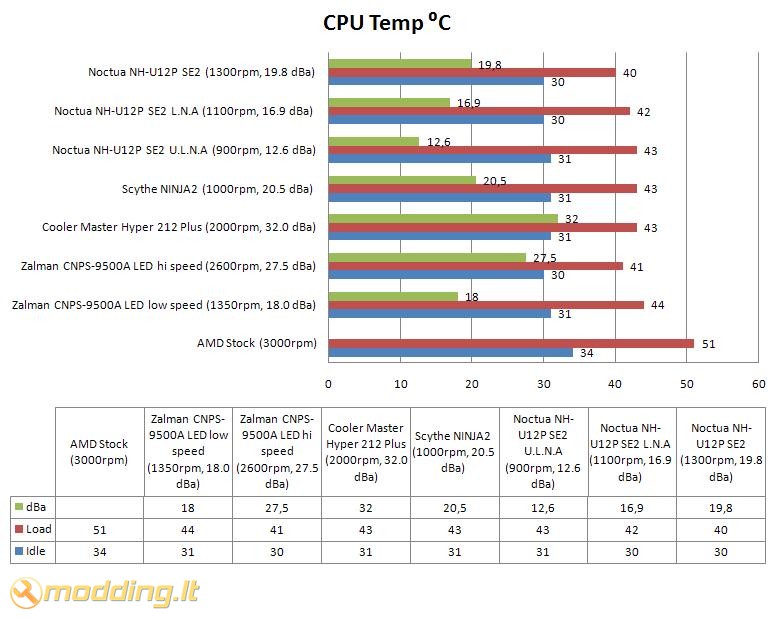 CPU Temp ⁰C
Noctua NH-U12P SE2 (1300rpm, 19.8 dBa)
19,8
40
30
Noctua NH-U12P SE2 L.N.A (1100rpm, 16.9 dBa)
16,9
42
30
Noctua NH-U12P SE2 U.L.N.A (900rpm, 12.6 dBa)
12,6
43
31
Scythe NINJA2 (1000rpm, 20.5 dBa)
20,5
43
31
Cooler Master Hyper 212 Plus (2000rpm, 32.0 dBa)
32
43
31
Zalman CNPS-9500A LED hi speed (2600rpm, 27.5 dBa)
27,5
41
30
Zalman CNPS-9500A LED low speed (1350rpm, 18.0 dBa)
18
44
31
AMD Stock (3000rpm)
51
34
0 10 20 30 40 50 60
AMD Stock
(3000rpm)
Zalman CNPS-
9500A LED low
speed
(1350rpm, 18.0
dBa)
Zalman CNPS-
9500A LED hi
speed
(2600rpm, 27.5
dBa)
Cooler Master
Hyper 212 Plus
(2000rpm, 32.0
dBa)
Scythe NINJA2
(1000rpm, 20.5
dBa)
Noctua NH-
U12P SE2
U.L.N.A
(900rpm, 12.6
dBa)
Noctua NH-
U12P SE2 L.N.A
(1100rpm, 16.9
dBa)
Noctua NH-
U12P SE2
(1300rpm, 19.8
dBa)
dBa 18 27,5 32 20,5 12,6 16,9 19,8
Load 51 44 41 43 43 43 42 40
Idle 34 31 30 31 31 31 30 30
modding.lt